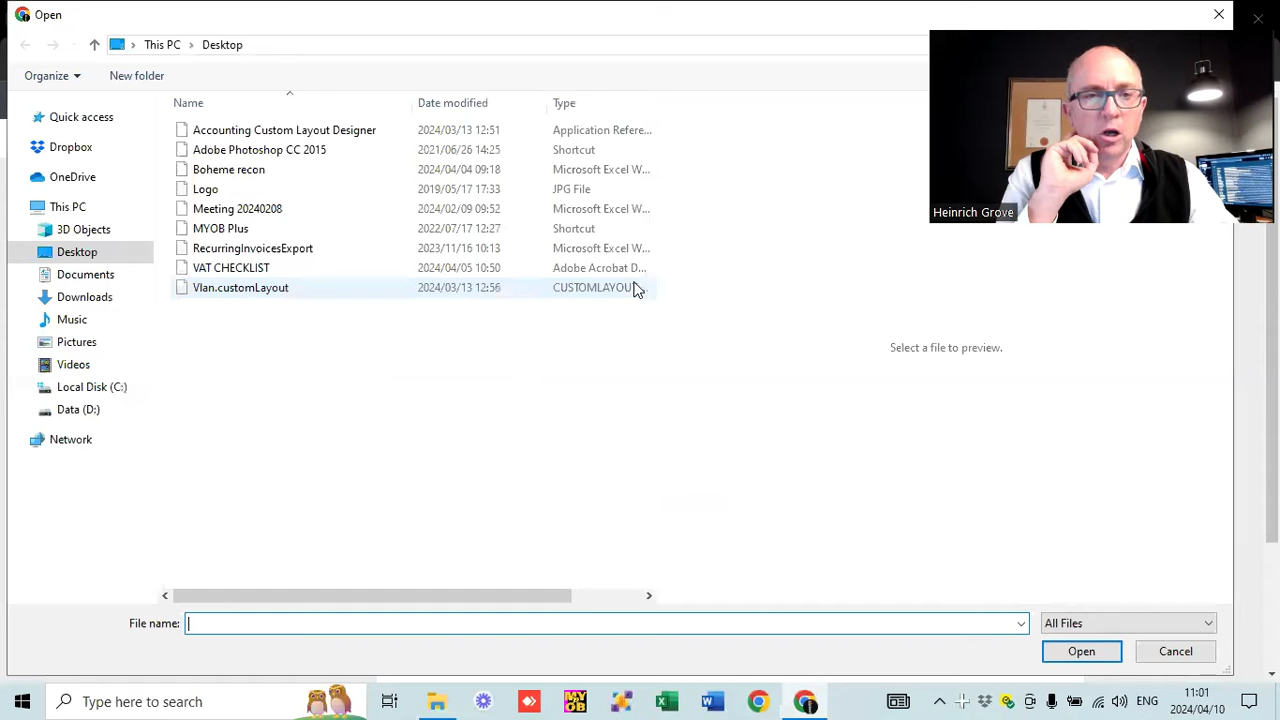 Open
This PC
Desktop
Organize
New folder
Name
Date modified
Type
Quick access
Dropbox
OneDrive
This PC
3D Objects
Desktop
Documents
Downloads
Music
Pictures
Videos
Local Disk (C:)
Data (D:)
Network
Accounting Custom Layout Designer 2024/03/13 12:51 Application Refere...
Adobe Photoshop CC 2015 2021/06/26 14:25 Shortcut
Boheme recon 2024/04/04 09:18 Microsoft Excel W...
Logo 2019/05/17 17:33 JPG File
Meeting 20240208 2024/02/09 09:52 Microsoft Excel W...
MYOB Plus 2022/07/17 12:27 Shortcut
RecurringInvoicesExport 2023/11/16 10:13 Microsoft Excel W...
VAT CHECKLIST 2024/04/05 10:50 Adobe Acrobat D...
Vlan.customLayout 2024/03/13 12:56
Select a file to preview.
Heinrich Grove
File name:
All Files
Open
Cancel
Type here to search
MY
OB
ENG
11:01
2024/04/10